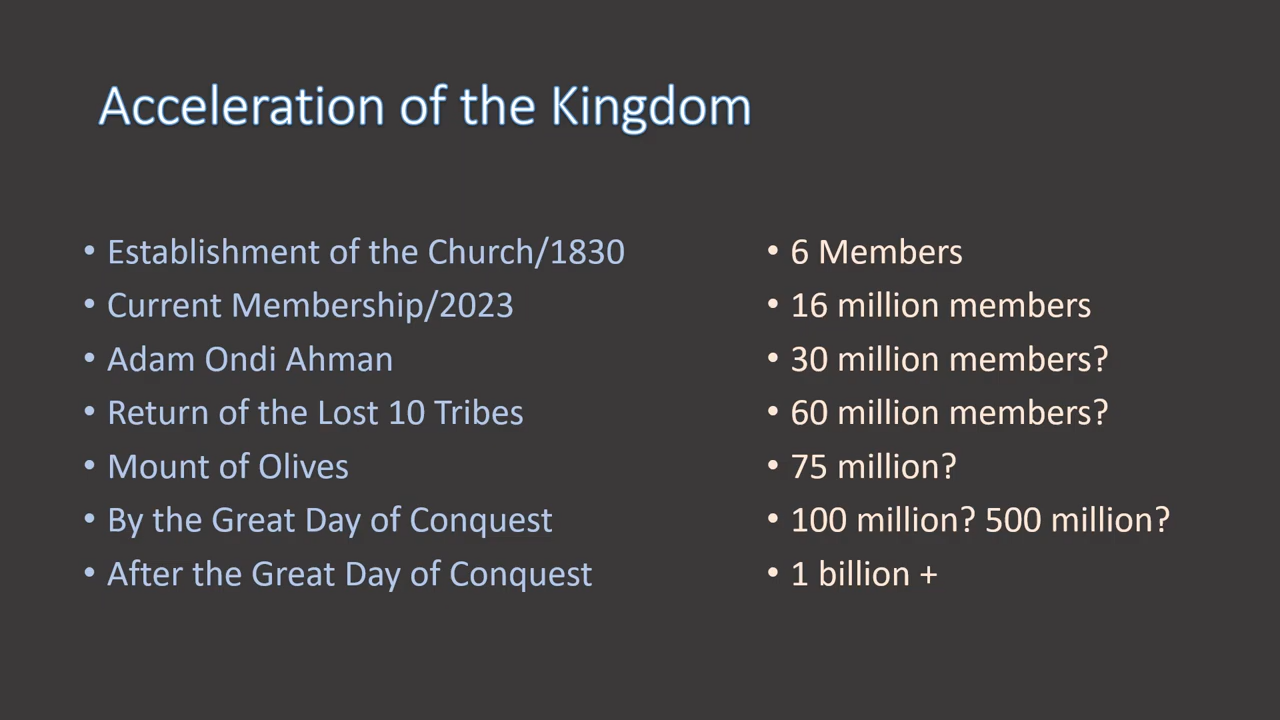 Acceleration of the Kingdom
• Establishment of the Church/1830
• 6 Members
• Current Membership/2023
• 16 million members
• Adam Ondi Ahman
• 30 million members?
• Return of the Lost 10 Tribes
• 60 million members?
• Mount of Olives
• 75 million?
• By the Great Day of Conquest
• 100 million? 500 million?
• After the Great Day of Conquest
• 1 billion +